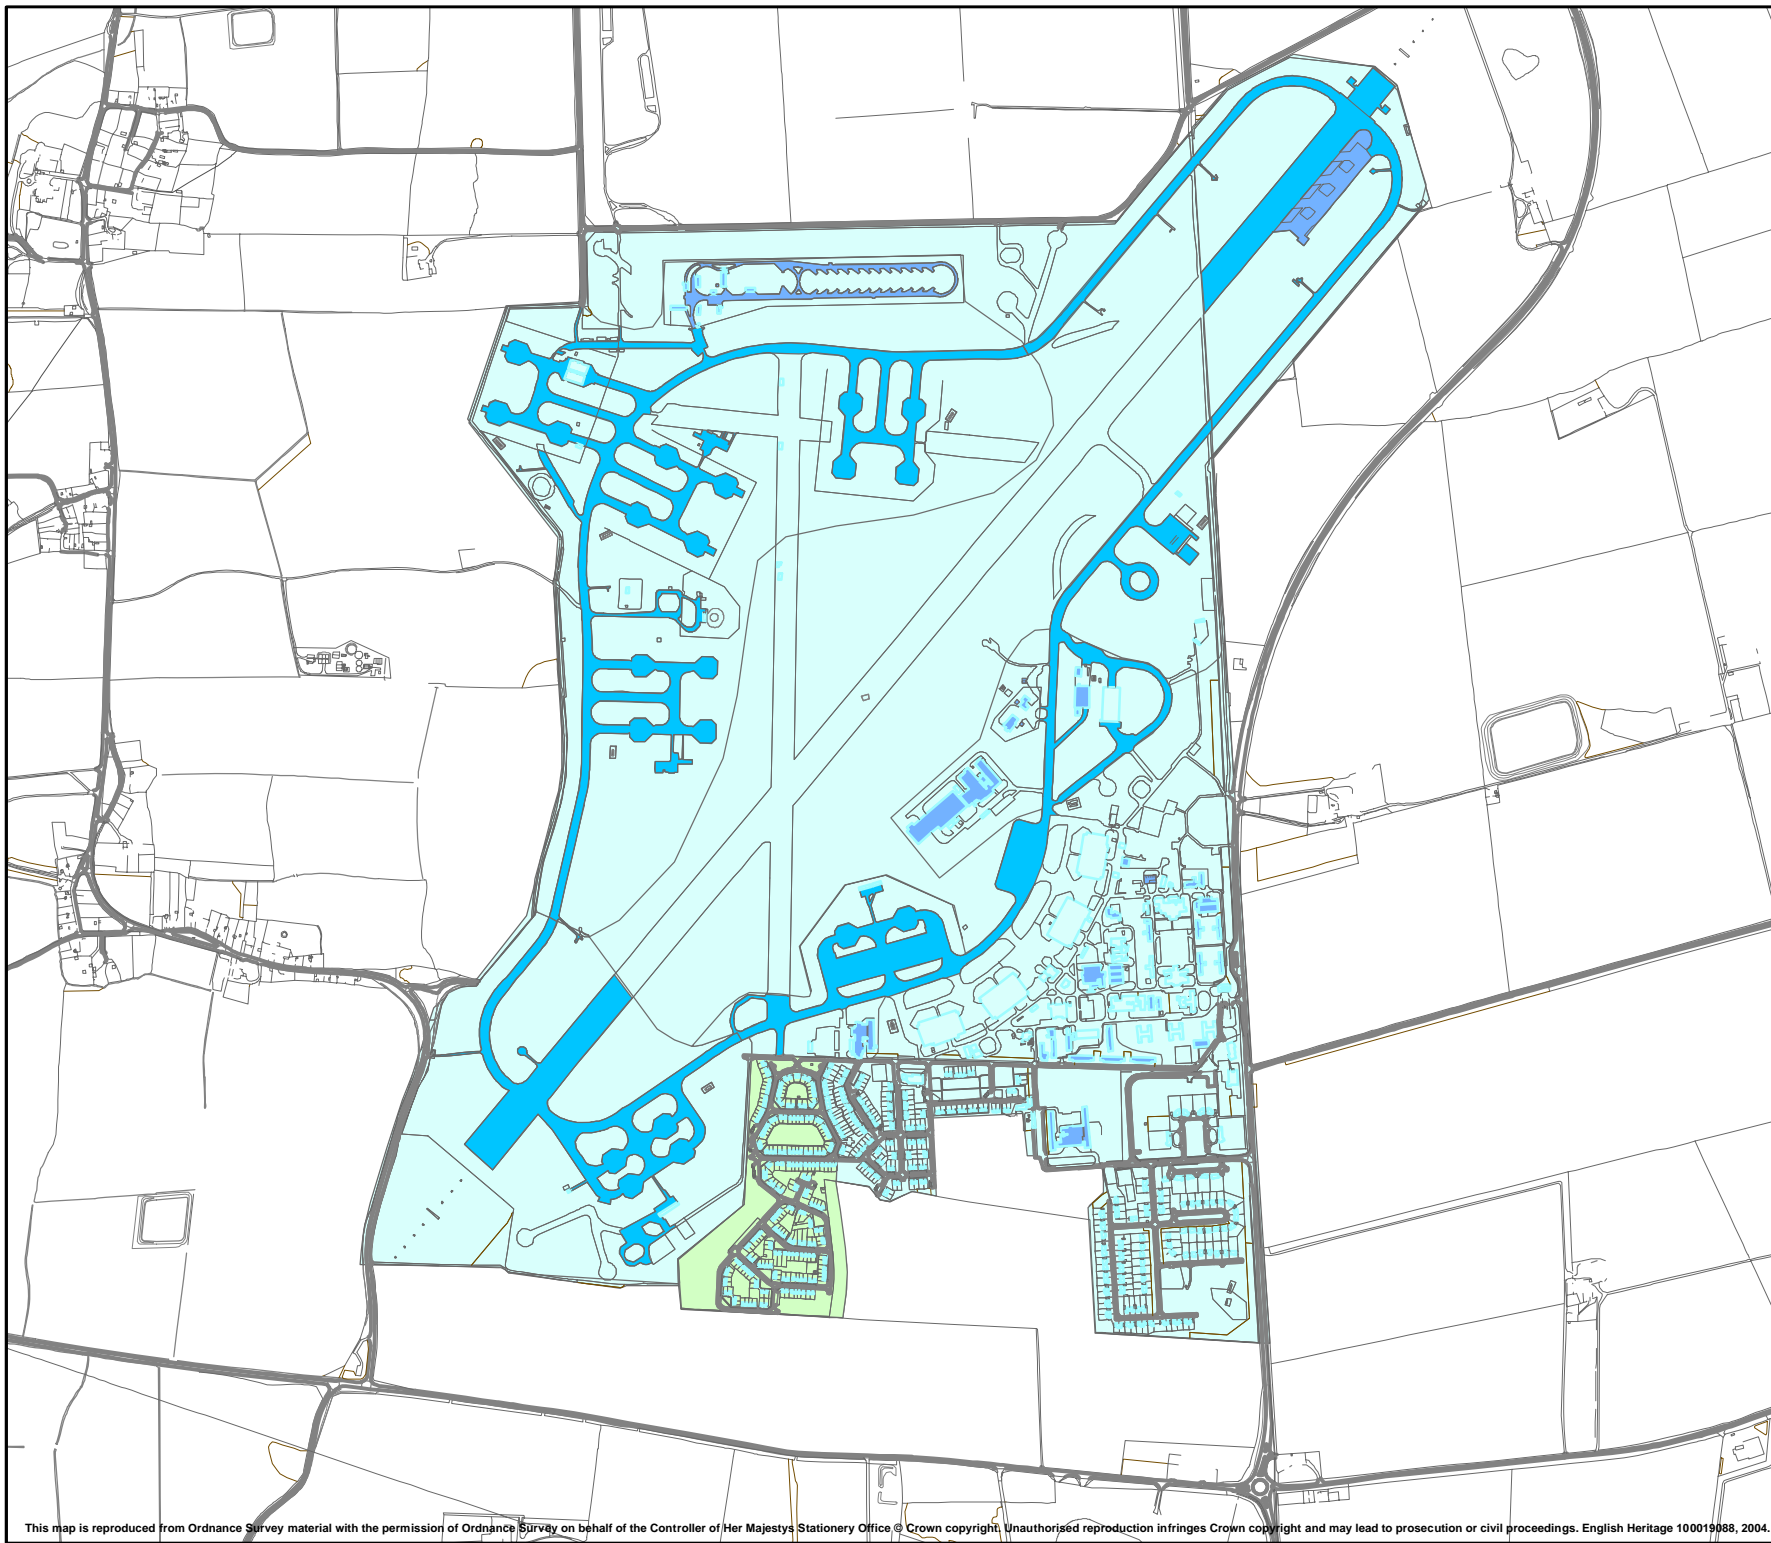 This map is reproduced from Ordnance Survey material with the permission of Ordnance Survey on behalf of the Controller of Her Majestys Stationery Office © Crown copyright. Unauthorised reproduction infringes Crown copyright and may lead to prosecution or civil proceedings. English Heritage 100019088, 2004.